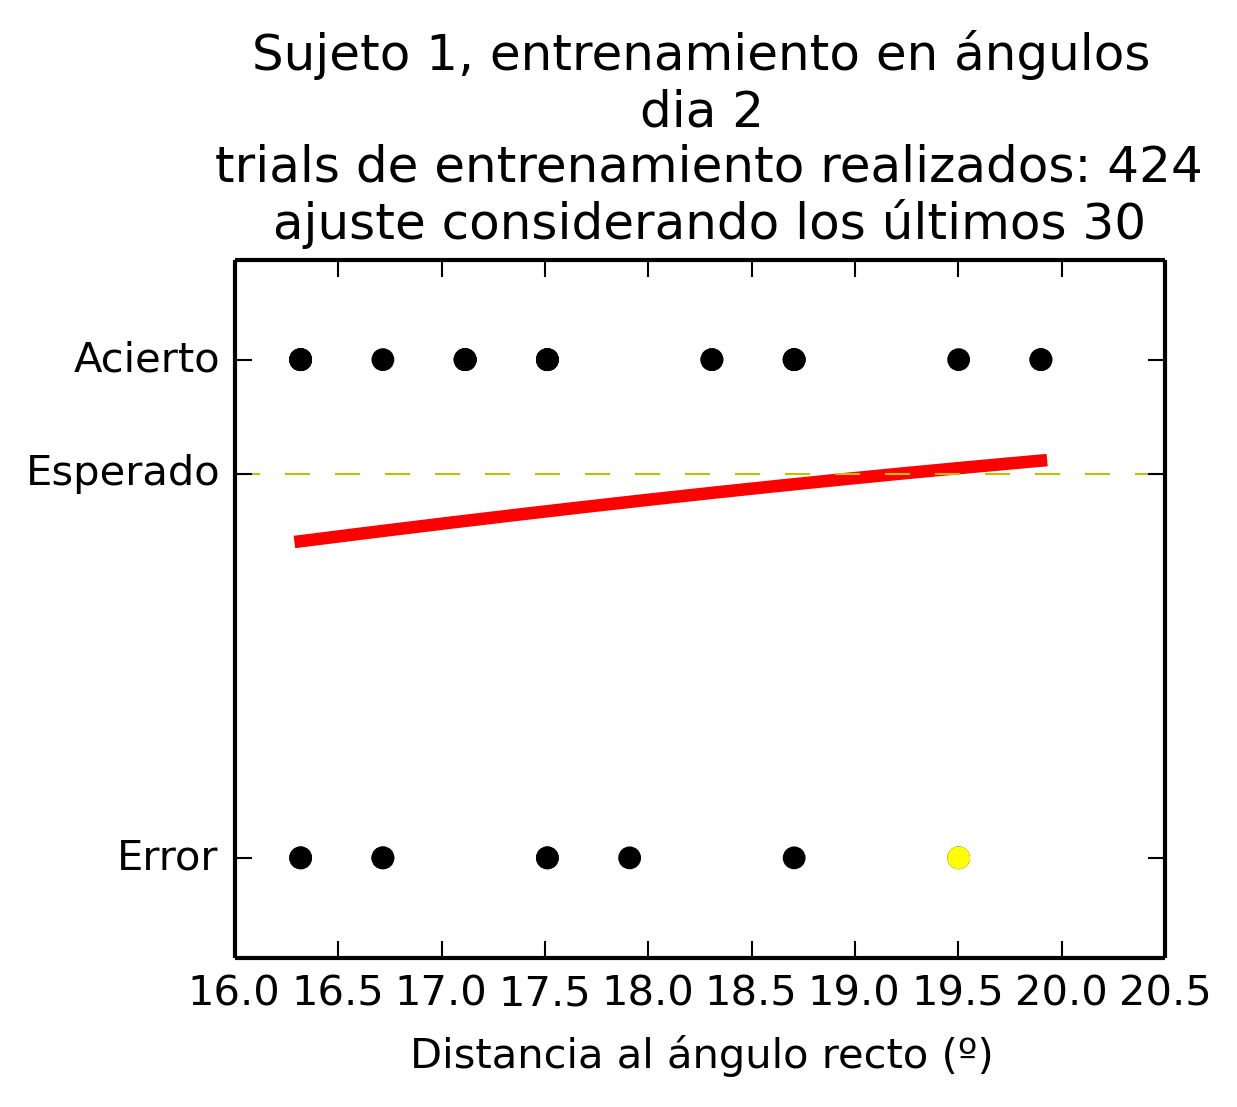 Sujeto 1, entrenamiento en ángulos
dia 2
trials de entrenamiento realizados: 424
ajuste considerando los últimos 30
Acierto
Esperado
Error
16.0 16.5 17.0 17.5 18.0 18.5 19.0 19.5 20.0 20.5
Distancia al ángulo recto (º)